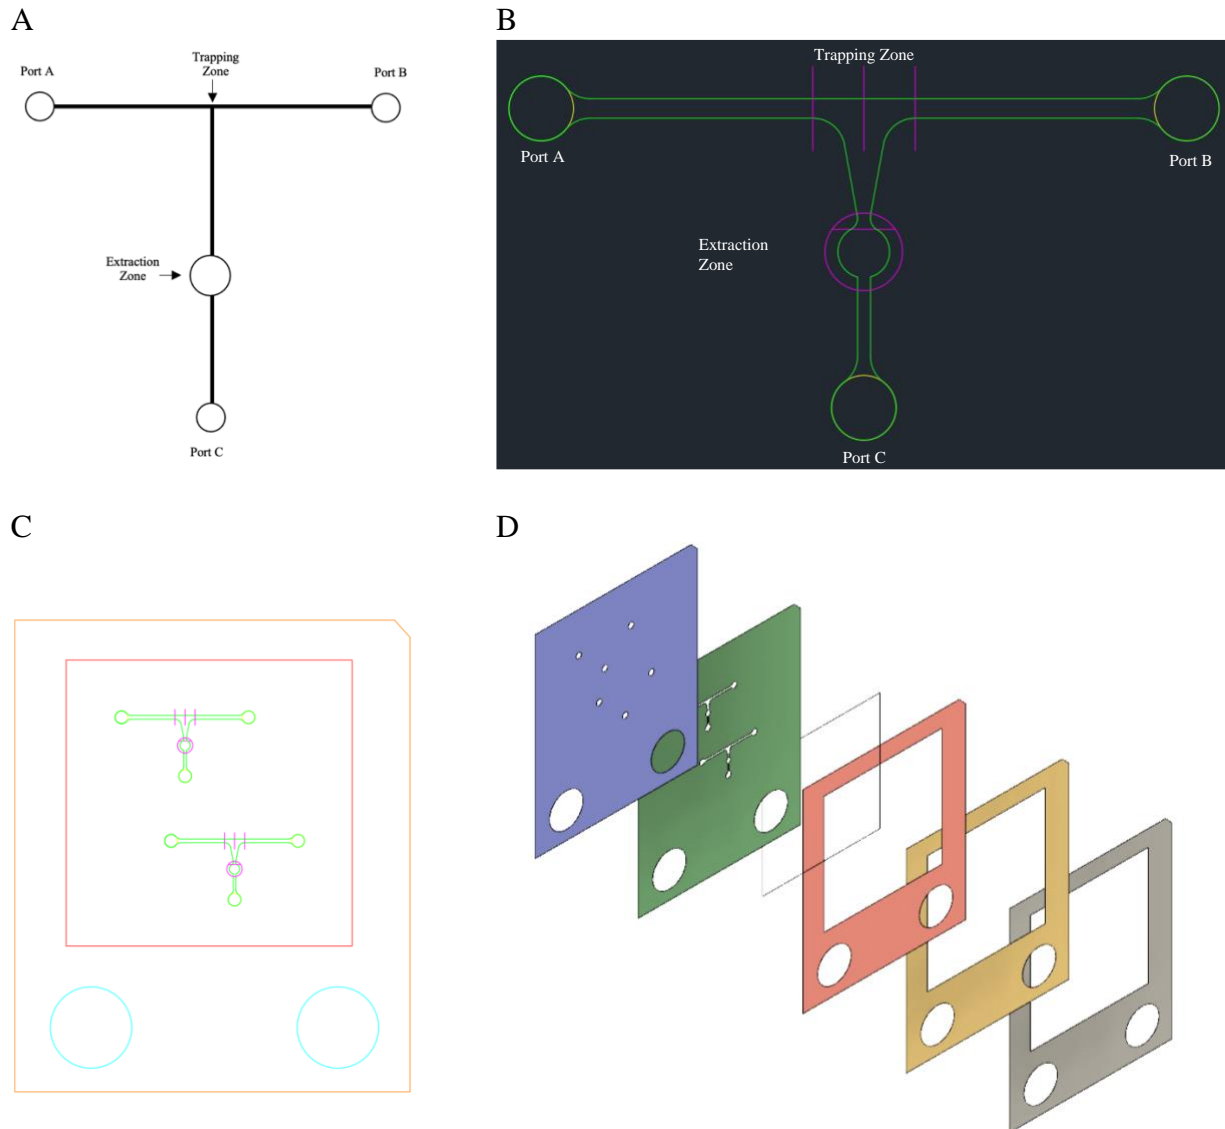 A
B
Trapping
Zone
Port A
Port B
Extraction
Zone
Port C
Trapping Zone
Port A
Port B
Extraction
Zone
Port C
C
D